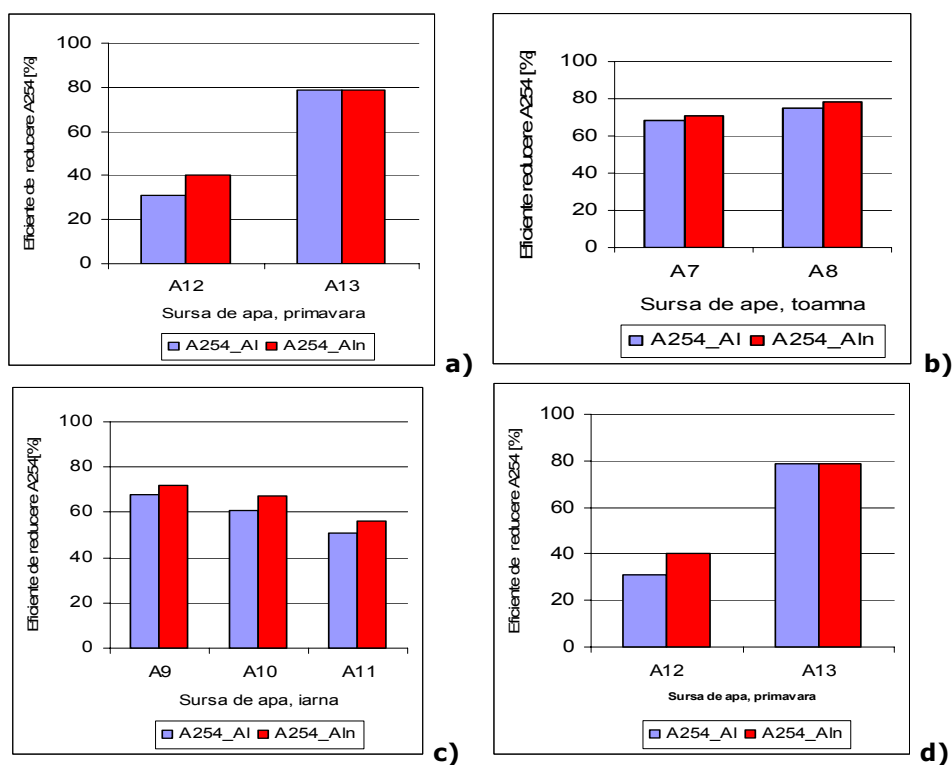 Eficiente de reducere A254 [%]
100
80
60
40
20
0
A12 A13
Sursa de apa, primavara
A254_Al A254_Aln
a)
Eficiente reducere A254 [%]
100
80
60
40
20
0
A7 A8
Sursa de ape, toamna
A254_Al A254_Aln
b)
Eficiente de reducere A254[%]
100
80
60
40
20
0
A9 A10 A11
Sursa de apa, iarna
A254_Al A254_Aln
c)
Eficiente de reducere A254 [%]
100
80
60
40
20
0
A12 A13
Sursa de apa, primavara
A254_Al A254_Aln
d)